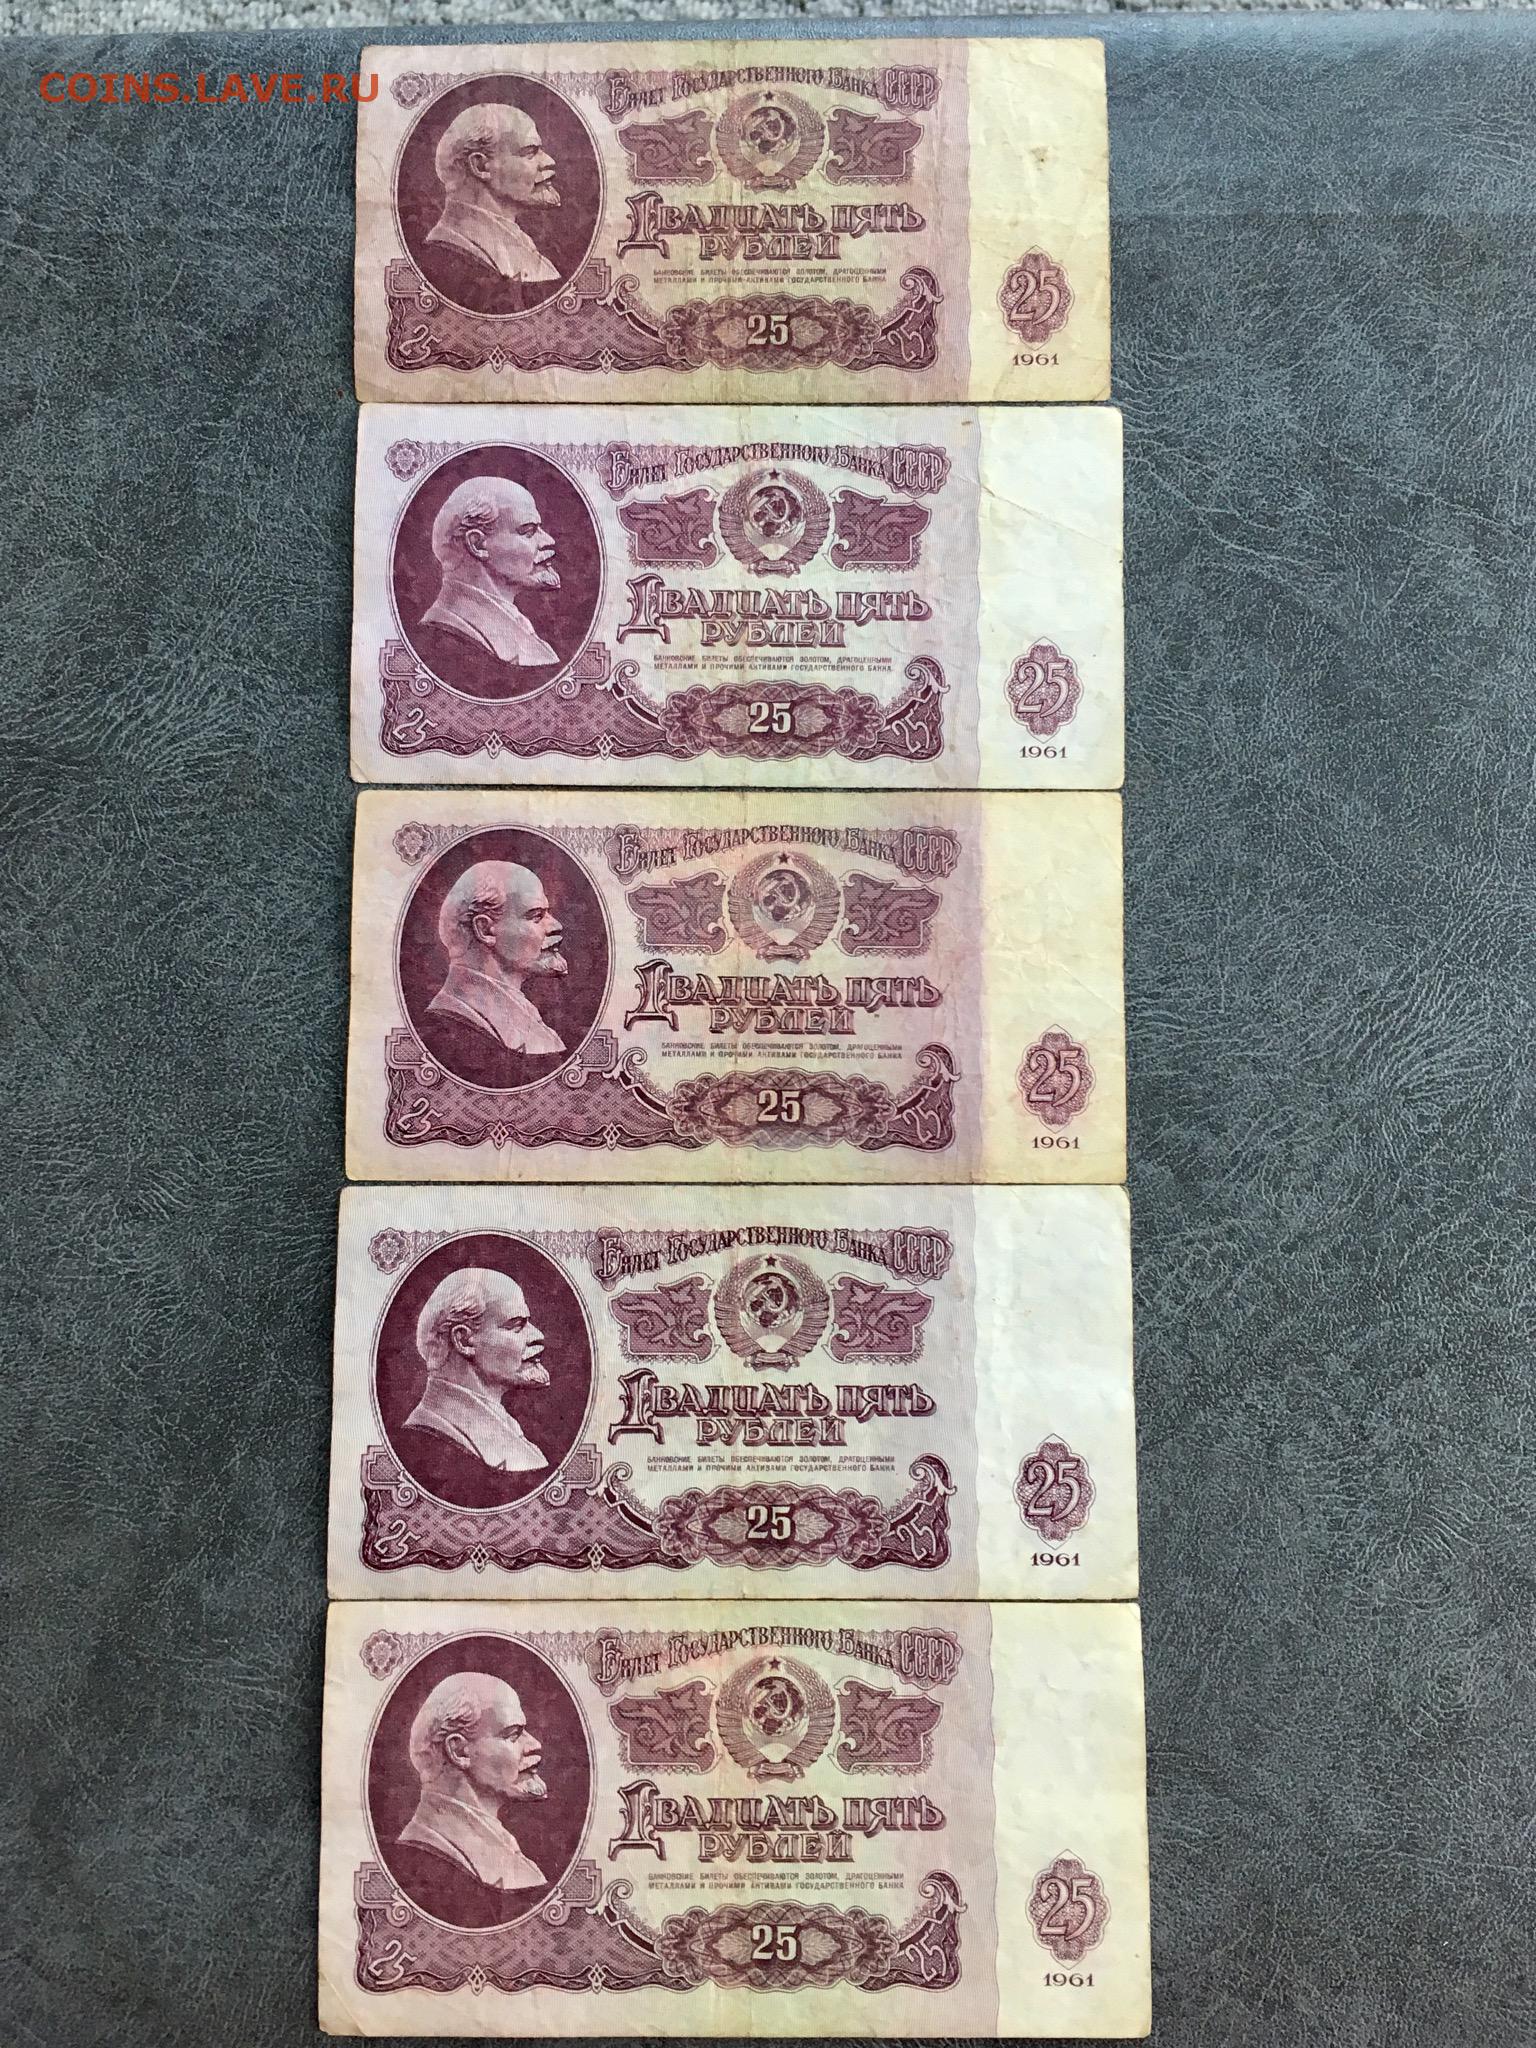 COINS.LAVE.RU
Билет Государственного Банка СССР
Двадцать пять
рублей
Банковские билеты обеспечиваются золотом, драгоценными
металлами и прочими активами Государственного Банка
25
25 25 25
1961
Билет Государственного Банка СССР
Двадцать пять
рублей
Банковские билеты обеспечиваются золотом, драгоценными
металлами и прочими активами Государственного Банка
25
25 25 25
1961
Билет Государственного Банка СССР
Двадцать пять
рублей
Банковские билеты обеспечиваются золотом, драгоценными
металлами и прочими активами Государственного Банка
25
25 25 25
1961
Билет Государственного Банка СССР
Двадцать пять
рублей
Банковские билеты обеспечиваются золотом, драгоценными
металлами и прочими активами Государственного Банка
25
25 25 25
1961
Билет Государственного Банка СССР
Двадцать пять
рублей
Банковские билеты обеспечиваются золотом, драгоценными
металлами и прочими активами Государственного Банка
25
25 25 25
1961